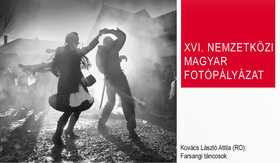 XVI. NEMZETKÖZI
MAGYAR
FOTÓPÁLYÁZAT
Kovács László Attila (RO):
Farsangi táncosok